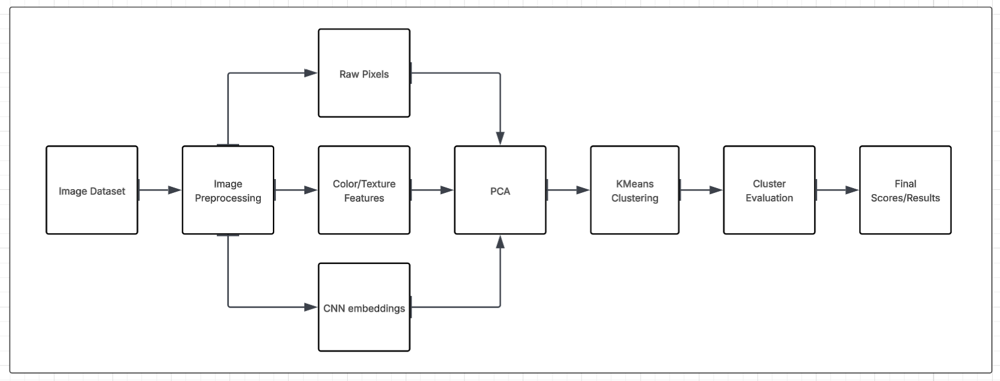 Raw Pixels
Image Dataset
Image
Preprocessing
Color/Texture
Features
PCA
KMeans
Clustering
Cluster
Evaluation
Final
Scores/Results
CNN embeddings